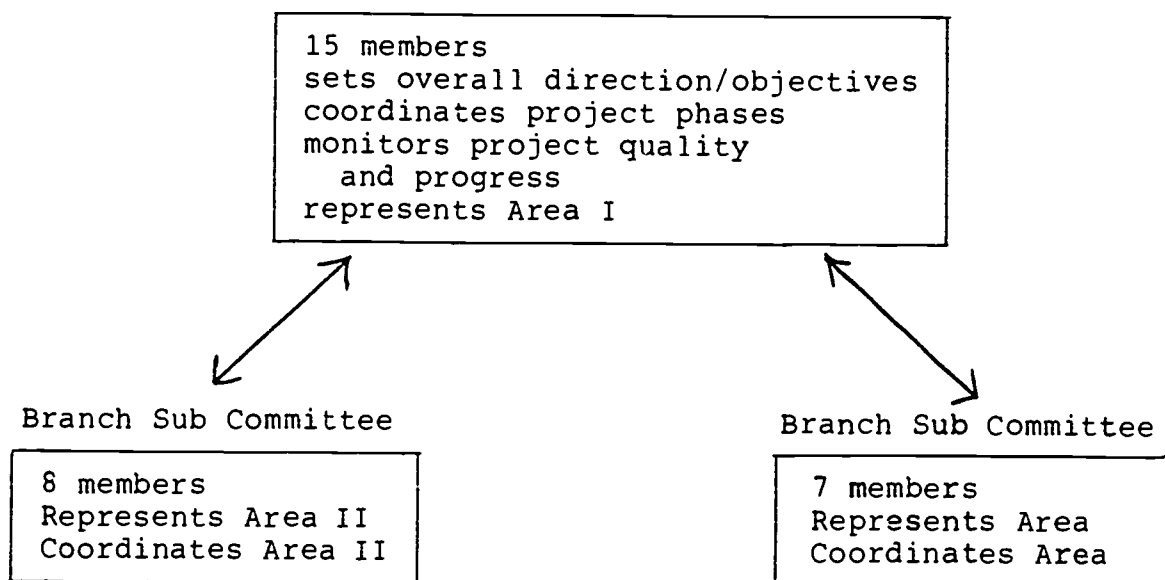 15 members
sets overall direction/objectives
coordinates project phases
monitors project quality
and progress
represents Area I
Branch Sub Committee
8 members
Represents Area II
Coordinates Area II
Branch Sub Committee
7 members
Represents Area
Coordinates Area